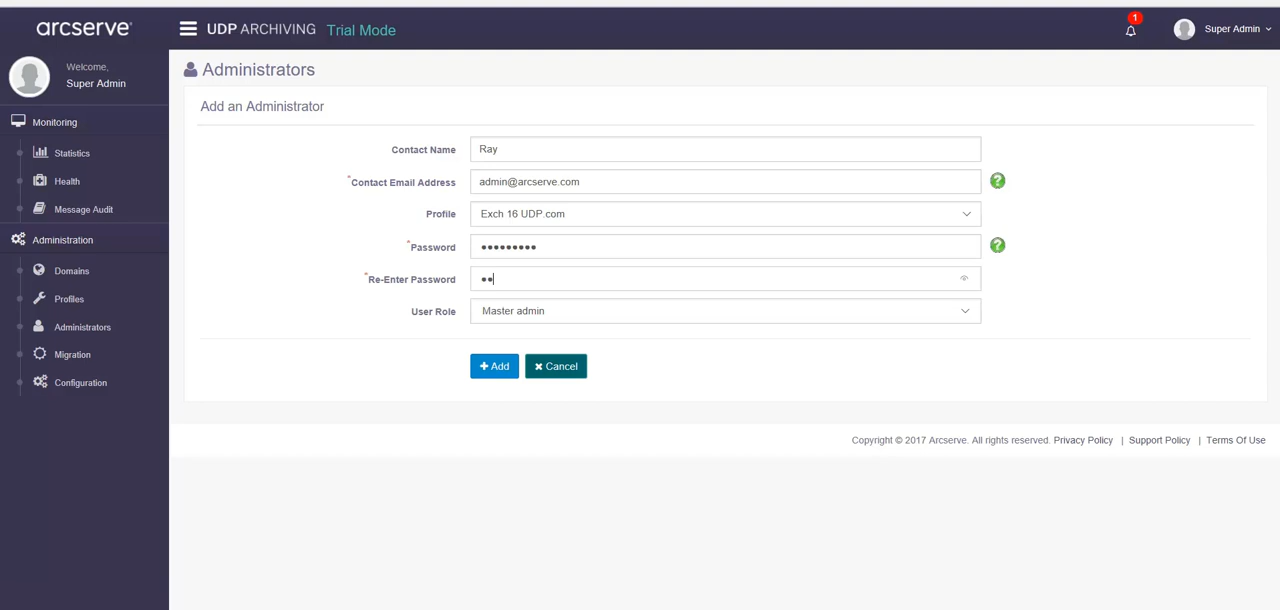 arcserve®
UDP ARCHIVING Trial Mode
1
Super Admin
Welcome,
Super Admin
Monitoring
Statistics
Health
Message Audit
Administration
Domains
Profiles
Administrators
Migration
Configuration
Administrators
Add an Administrator
Contact Name Ray
*Contact Email Address admin@arcserve.com ?
Profile Exch 16 UDP.com
*Password ●●●●●●●●● ?
*Re-Enter Password ●●
User Role Master admin
+ Add ✖ Cancel
Copyright © 2017 Arcserve. All rights reserved. Privacy Policy | Support Policy | Terms Of Use